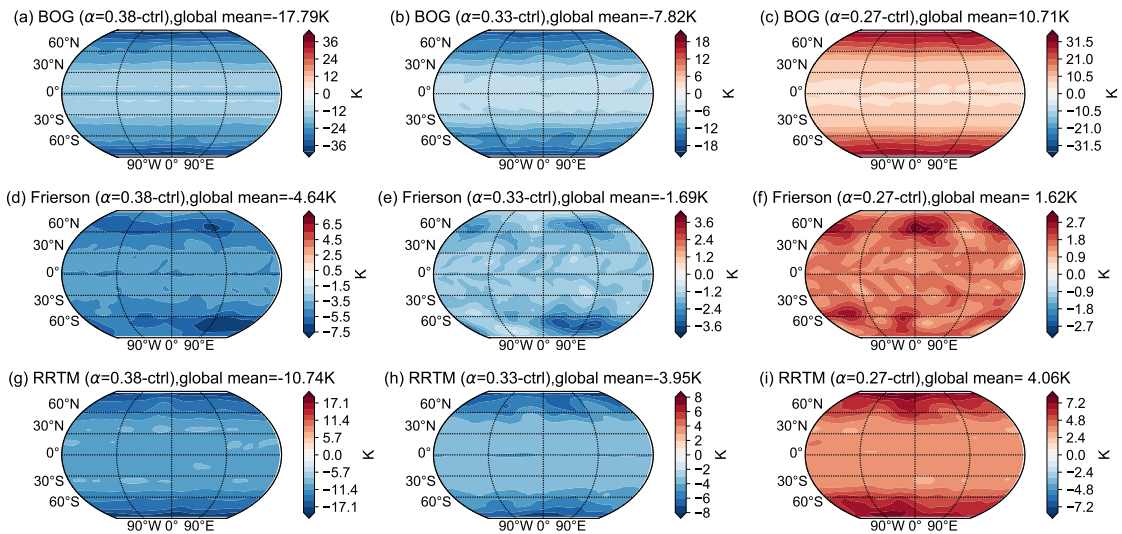 (a) BOG (α=0.38-ctrl),global mean=-17.79K
60°N
30°N
0°
30°S
60°S
90°W 0° 90°E
36
24
12
0
−12
−24
−36
K
(b) BOG (α=0.33-ctrl),global mean=-7.82K
60°N
30°N
0°
30°S
60°S
90°W 0° 90°E
18
12
6
0
−6
−12
−18
K
(c) BOG (α=0.27-ctrl),global mean=10.71K
60°N
30°N
0°
30°S
60°S
90°W 0° 90°E
31.5
21.0
10.5
0.0
−10.5
−21.0
−31.5
K
(d) Frierson (α=0.38-ctrl),global mean=-4.64K
60°N
30°N
0°
30°S
60°S
90°W 0° 90°E
6.5
4.5
2.5
0.5
−1.5
−3.5
−5.5
−7.5
K
(e) Frierson (α=0.33-ctrl),global mean=-1.69K
60°N
30°N
0°
30°S
60°S
90°W 0° 90°E
3.6
2.4
1.2
0.0
−1.2
−2.4
−3.6
K
(f) Frierson (α=0.27-ctrl),global mean= 1.62K
60°N
30°N
0°
30°S
60°S
90°W 0° 90°E
2.7
1.8
0.9
0.0
−0.9
−1.8
−2.7
K
(g) RRTM (α=0.38-ctrl),global mean=-10.74K
60°N
30°N
0°
30°S
60°S
90°W 0° 90°E
17.1
11.4
5.7
0.0
−5.7
−11.4
−17.1
K
(h) RRTM (α=0.33-ctrl),global mean=-3.95K
60°N
30°N
0°
30°S
60°S
90°W 0° 90°E
8
6
4
2
0
−2
−4
−6
−8
K
(i) RRTM (α=0.27-ctrl),global mean= 4.06K
60°N
30°N
0°
30°S
60°S
90°W 0° 90°E
7.2
4.8
2.4
0.0
−2.4
−4.8
−7.2
K